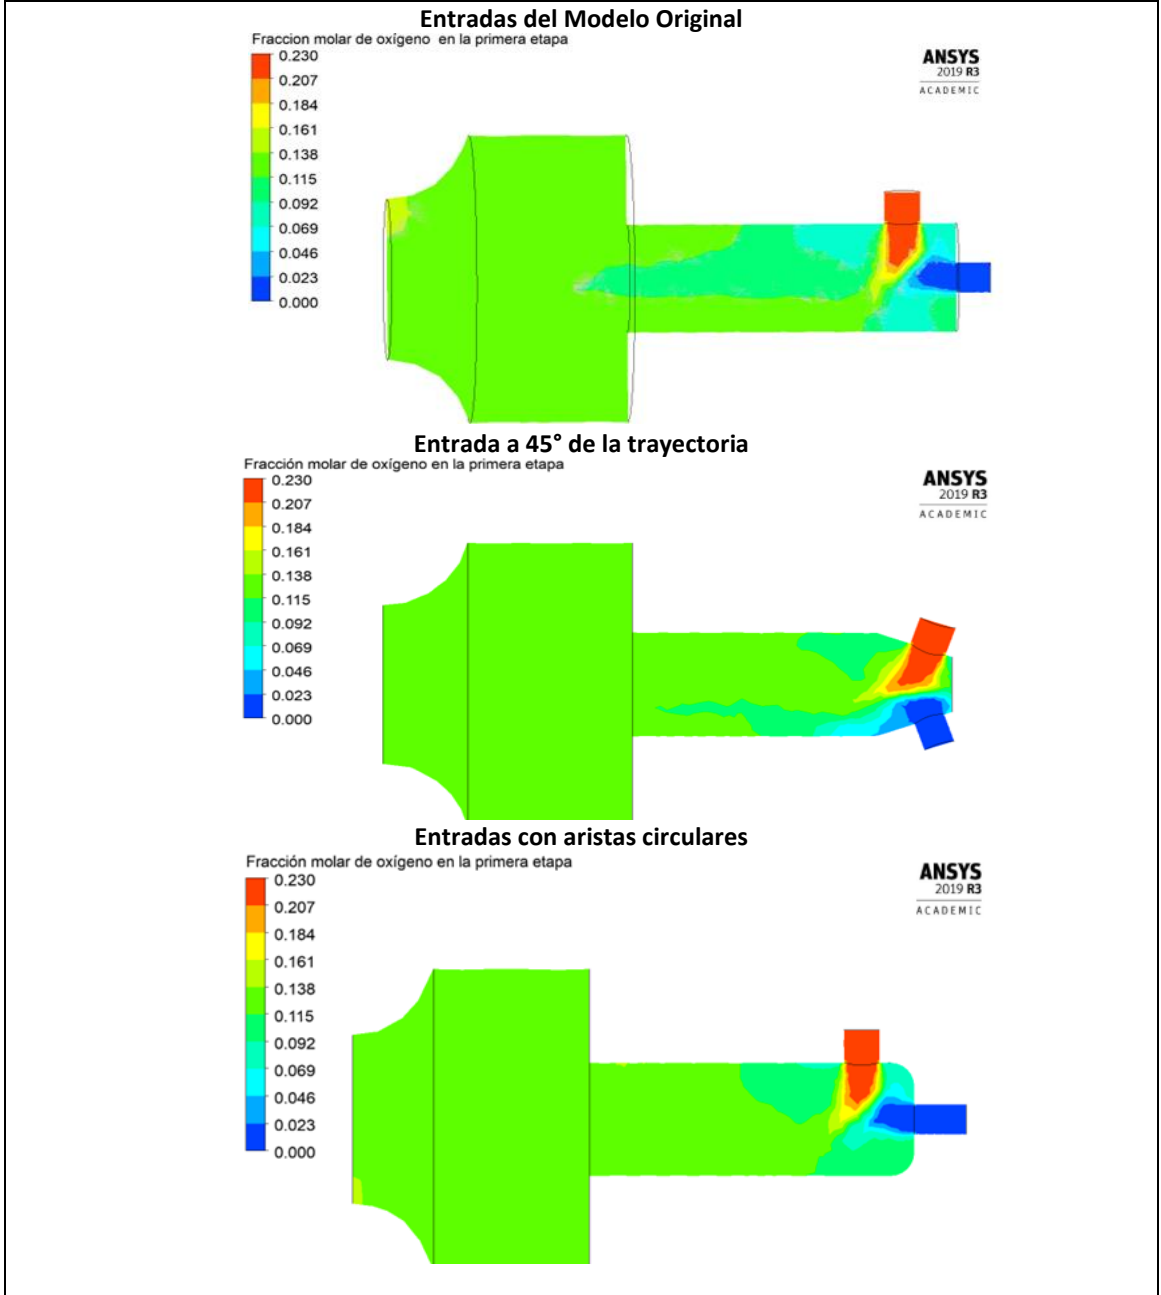 Entradas del Modelo Original
Fraccion molar de oxígeno en la primera etapa
0.230
0.207
0.184
0.161
0.138
0.115
0.092
0.069
0.046
0.023
0.000
ANSYS
2019 R3
ACADEMIC
Entrada a 45° de la trayectoria
Fracción molar de oxígeno en la primera etapa
0.230
0.207
0.184
0.161
0.138
0.115
0.092
0.069
0.046
0.023
0.000
ANSYS
2019 R3
ACADEMIC
Entradas con aristas circulares
Fracción molar de oxígeno en la primera etapa
0.230
0.207
0.184
0.161
0.138
0.115
0.092
0.069
0.046
0.023
0.000
ANSYS
2019 R3
ACADEMIC